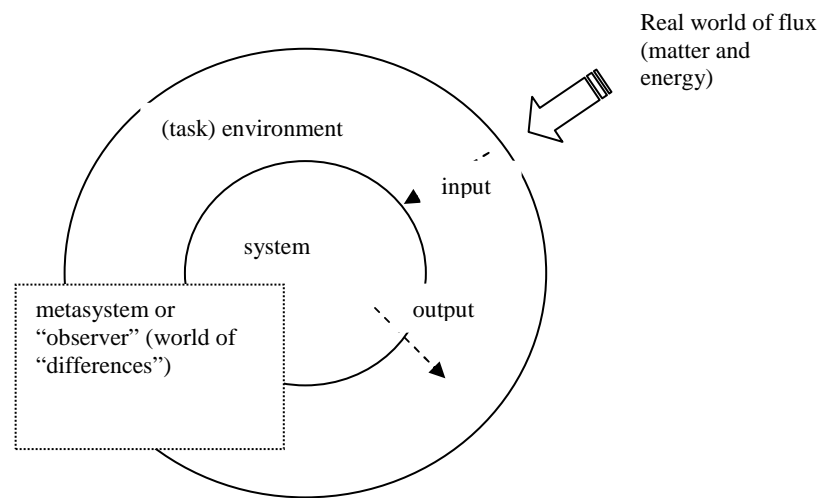 Real world of flux
(matter and
energy)
(task) environment
input
system
output
metasystem or
“observer” (world of
“differences”)